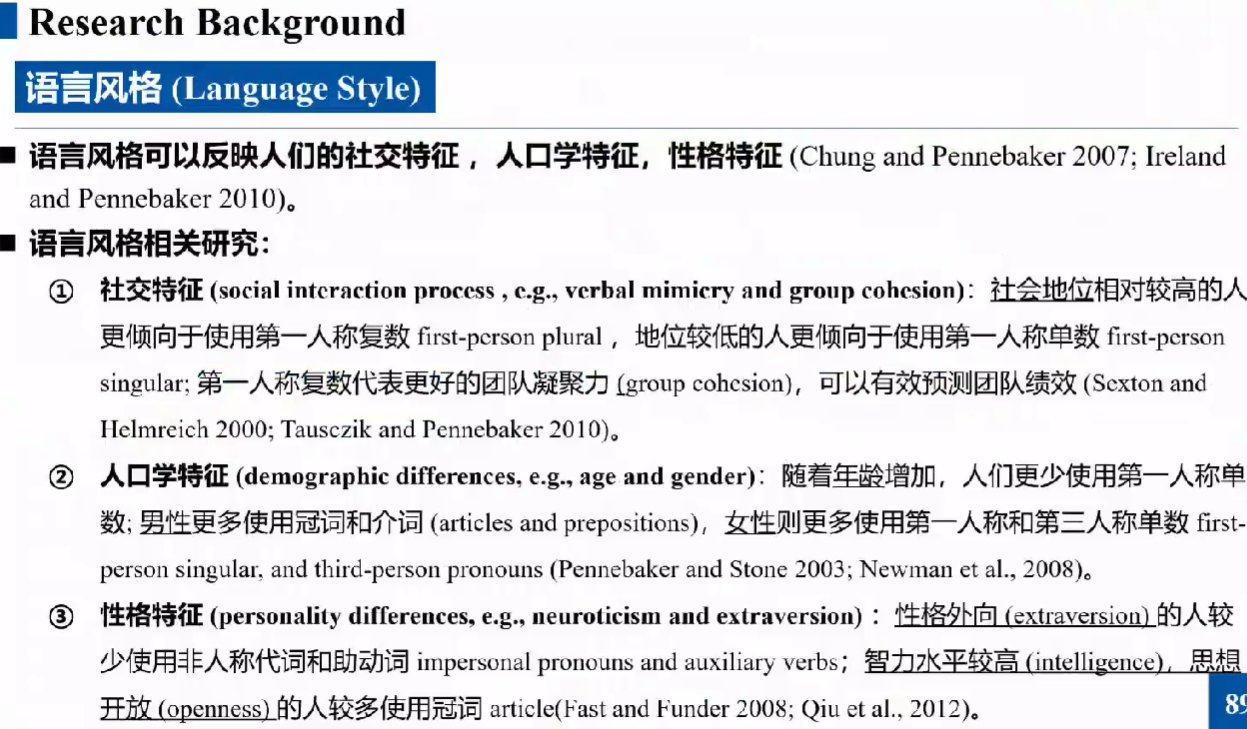 Research Background
语言风格 (Language Style)
■ 语言风格可以反映人们的社交特征 ，人口学特征，性格特征 (Chung and Pennebaker 2007; Ireland
and Pennebaker 2010)。
■ 语言风格相关研究：
① 社交特征 (social interaction process , e.g., verbal mimicry and group cohesion)：社会地位相对较高的人
更倾向于使用第一人称复数 first-person plural ，地位较低的人更倾向于使用第一人称单数 first-person
singular; 第一人称复数代表更好的团队凝聚力 (group cohesion)，可以有效预测团队绩效 (Sexton and
Helmreich 2000; Tausczik and Pennebaker 2010)。
② 人口学特征 (demographic differences, e.g., age and gender)：随着年龄增加，人们更少使用第一人称单
数; 男性更多使用冠词和介词 (articles and prepositions)，女性则更多使用第一人称和第三人称单数 first-
person singular, and third-person pronouns (Pennebaker and Stone 2003; Newman et al., 2008)。
③ 性格特征 (personality differences, e.g., neuroticism and extraversion) ：性格外向 (extraversion) 的人较
少使用非人称代词和助动词 impersonal pronouns and auxiliary verbs；智力水平较高 (intelligence)，思想
开放 (openness) 的人较多使用冠词 article(Fast and Funder 2008; Qiu et al., 2012)。
89